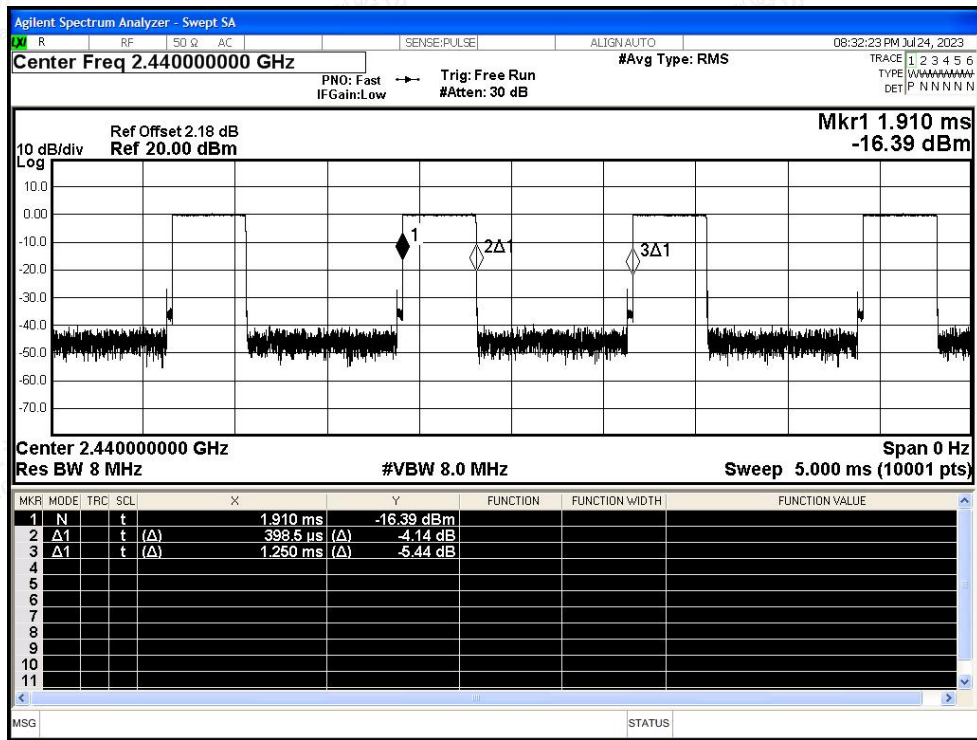 Agilent Spectrum Analyzer - Swept SA
LXI R RF 50 Ω AC SENSE:PULSE ALIGN AUTO 08:32:23 PM Jul 24, 2023
Center Freq 2.440000000 GHz
#Avg Type: RMS
TRACE 1 2 3 4 5 6
PNO: Fast Trig: Free Run
TYPE
IFGain:Low #Atten: 30 dB
DET P N N N N N
Mkr1 1.910 ms
Ref Offset 2.18 dB
10 dB/div Ref 20.00 dBm -16.39 dBm
Log
10.0
0.00
1
-10.0
2Δ1
3Δ1
-20.0
-30.0
-40.0
-50.0
-60.0
-70.0
Center 2.440000000 GHz Span 0 Hz
Res BW 8 MHz #VBW 8.0 MHz Sweep 5.000 ms (10001 pts)
MKR MODE TRC SCL X Y FUNCTION FUNCTION WIDTH FUNCTION VALUE
1 N t 1.910 ms -16.39 dBm
2 Δ1 t (Δ) 398.5 µs (Δ) -4.14 dB
3 Δ1 t (Δ) 1.250 ms (Δ) -5.44 dB
4
5
6
7
8
9
10
11
MSG STATUS